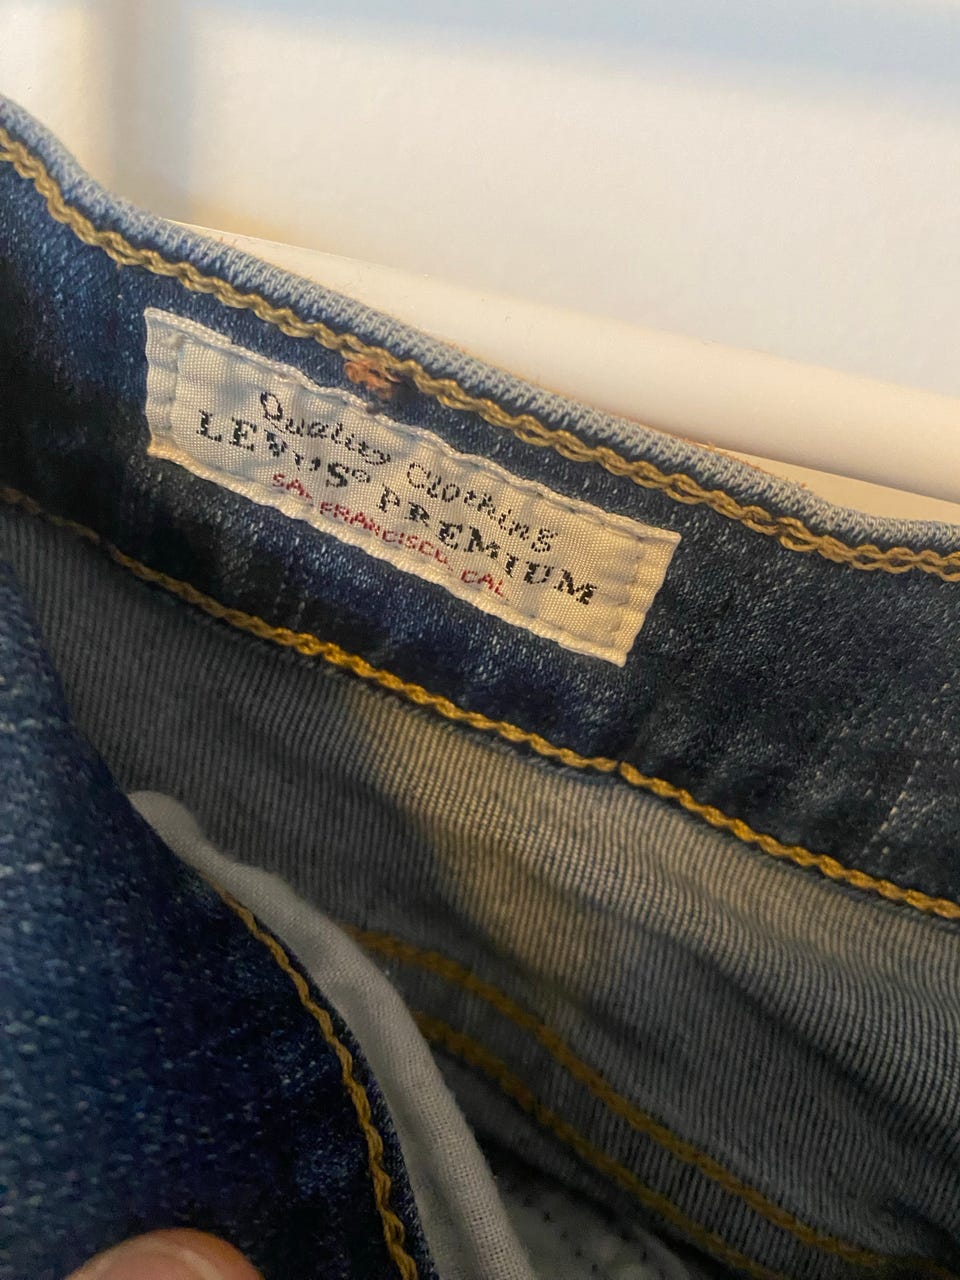 Quality Clothing
LEVI'S® PREMIUM
SAN FRANCISCO, CAL.